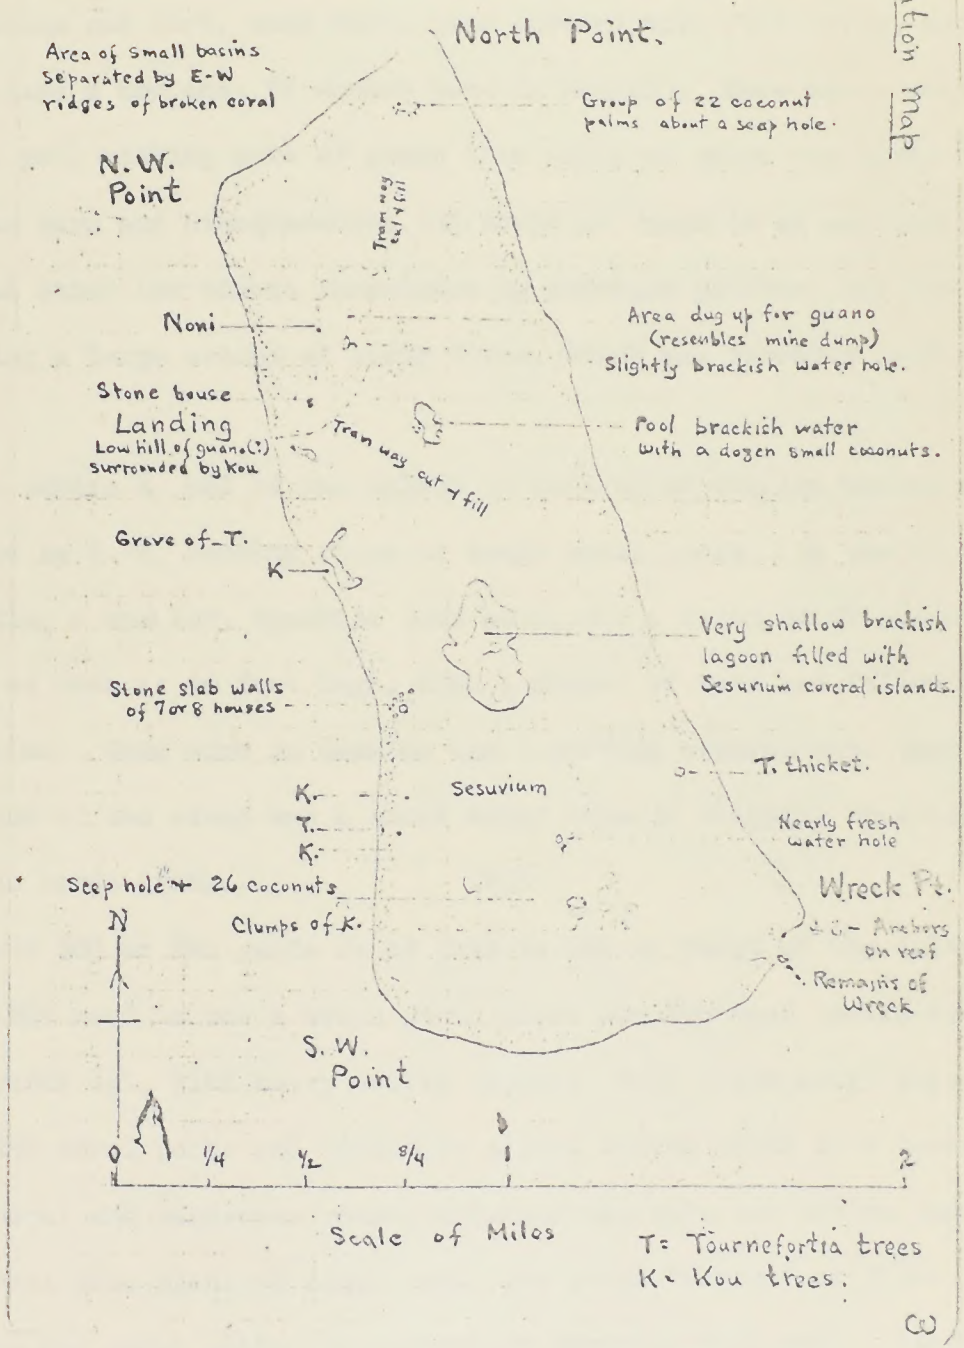 ation Map
North Point.
Area of small basins
separated by E-W
ridges of broken coral
Group of 22 coconut
palms about a seep hole.
N.W.
Point
Tram way
cut & fill
Noni
Area dug up for guano
(resembles mine dump)
Slightly brackish water hole.
Stone house
Landing
Low hill of guano(?)
surrounded by Kou
Tram way cut & fill
Pool brackish water
with a dozen small coconuts.
Grove of T.
K
Very shallow brackish
lagoon filled with
Sesuvium coveral islands.
Stone slab walls
of 7 or 8 houses
T. thicket.
K.
Sesuvium
T.
K.
Nearly fresh
water hole
Seep hole + 26 coconuts
Clumps of K.
Wreck Pt.
Anchors
on reef
Remains of
Wreck
N
S.W.
Point
0 1/4 1/2 3/4 1 2
Scale of Miles
T= Tournefortia trees
K= Kou trees.
3